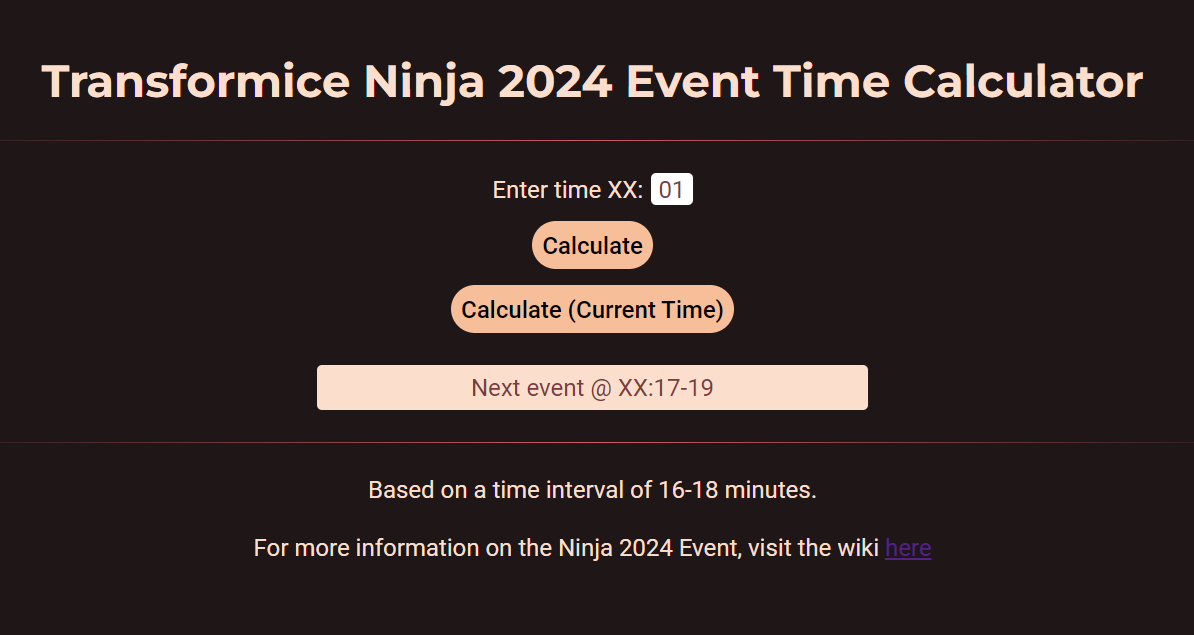 Transformice Ninja 2024 Event Time Calculator
Enter time XX: 01
Calculate
Calculate (Current Time)
Next event @ XX:17-19
Based on a time interval of 16-18 minutes.
For more information on the Ninja 2024 Event, visit the wiki here